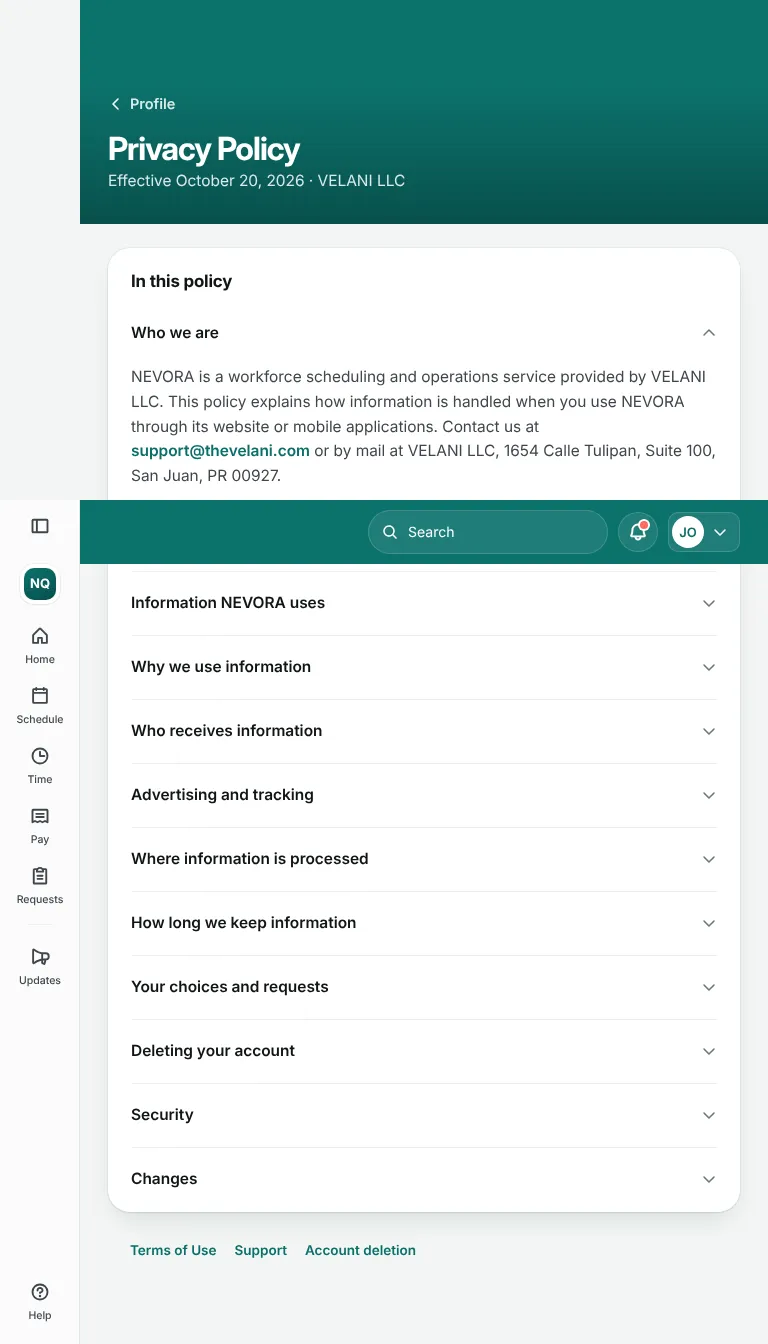 Profile
Privacy Policy
Effective October 20, 2026 · VELANI LLC
In this policy
Who we are
NEVORA is a workforce scheduling and operations service provided by VELANI
LLC. This policy explains how information is handled when you use NEVORA
through its website or mobile applications. Contact us at
support@thevelani.com or by mail at VELANI LLC, 1654 Calle Tulipan, Suite 100,
San Juan, PR 00927.
Search
JO
NQ
Home
Schedule
Time
Pay
Requests
Updates
Help
Information NEVORA uses
Why we use information
Who receives information
Advertising and tracking
Where information is processed
How long we keep information
Your choices and requests
Deleting your account
Security
Changes
Terms of Use Support Account deletion